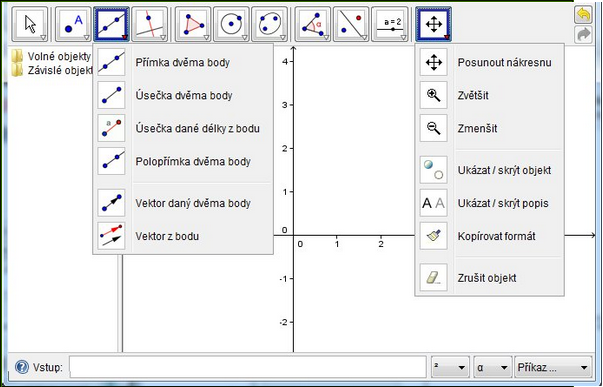 A
α
a = 2
Volné objekty
Závislé objekt
Přímka dvěma body
Úsečka dvěma body
a
Úsečka dané délky z bodu
Polopřímka dvěma body
Vektor daný dvěma body
Vektor z bodu
Posunout nákresnu
Zvětšit
Zmenšit
Ukázat / skrýt objekt
A A
Ukázat / skrýt popis
Kopírovat formát
Zrušit objekt
4
3
2
1
0
0 1 2
-1
-2
Vstup:
²
α
Příkaz ...